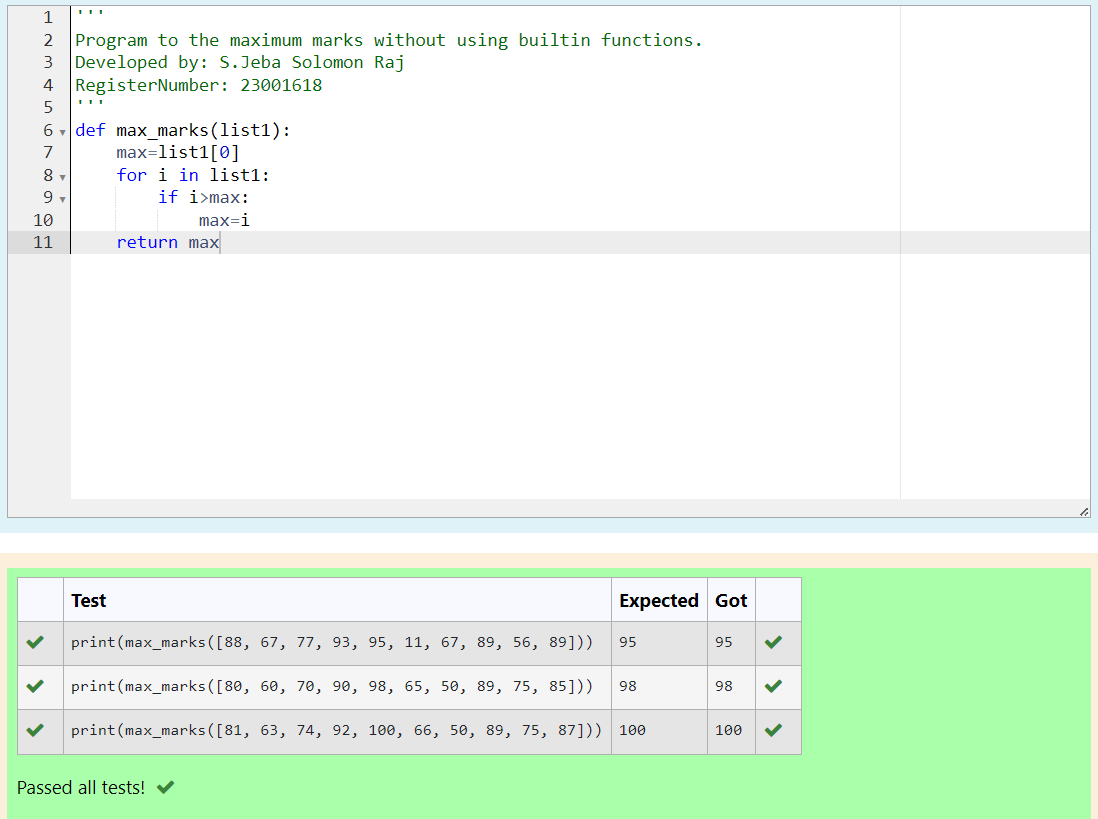 1 '''
2 Program to the maximum marks without using builtin functions.
3 Developed by: S.Jeba Solomon Raj
4 RegisterNumber: 23001618
5 '''
6 def max_marks(list1):
7     max=list1[0]
8     for i in list1:
9         if i>max:
10             max=i
11     return max
Test Expected Got
print(max_marks([88, 67, 77, 93, 95, 11, 67, 89, 56, 89])) 95 95
print(max_marks([80, 60, 70, 90, 98, 65, 50, 89, 75, 85])) 98 98
print(max_marks([81, 63, 74, 92, 100, 66, 50, 89, 75, 87])) 100 100
Passed all tests!